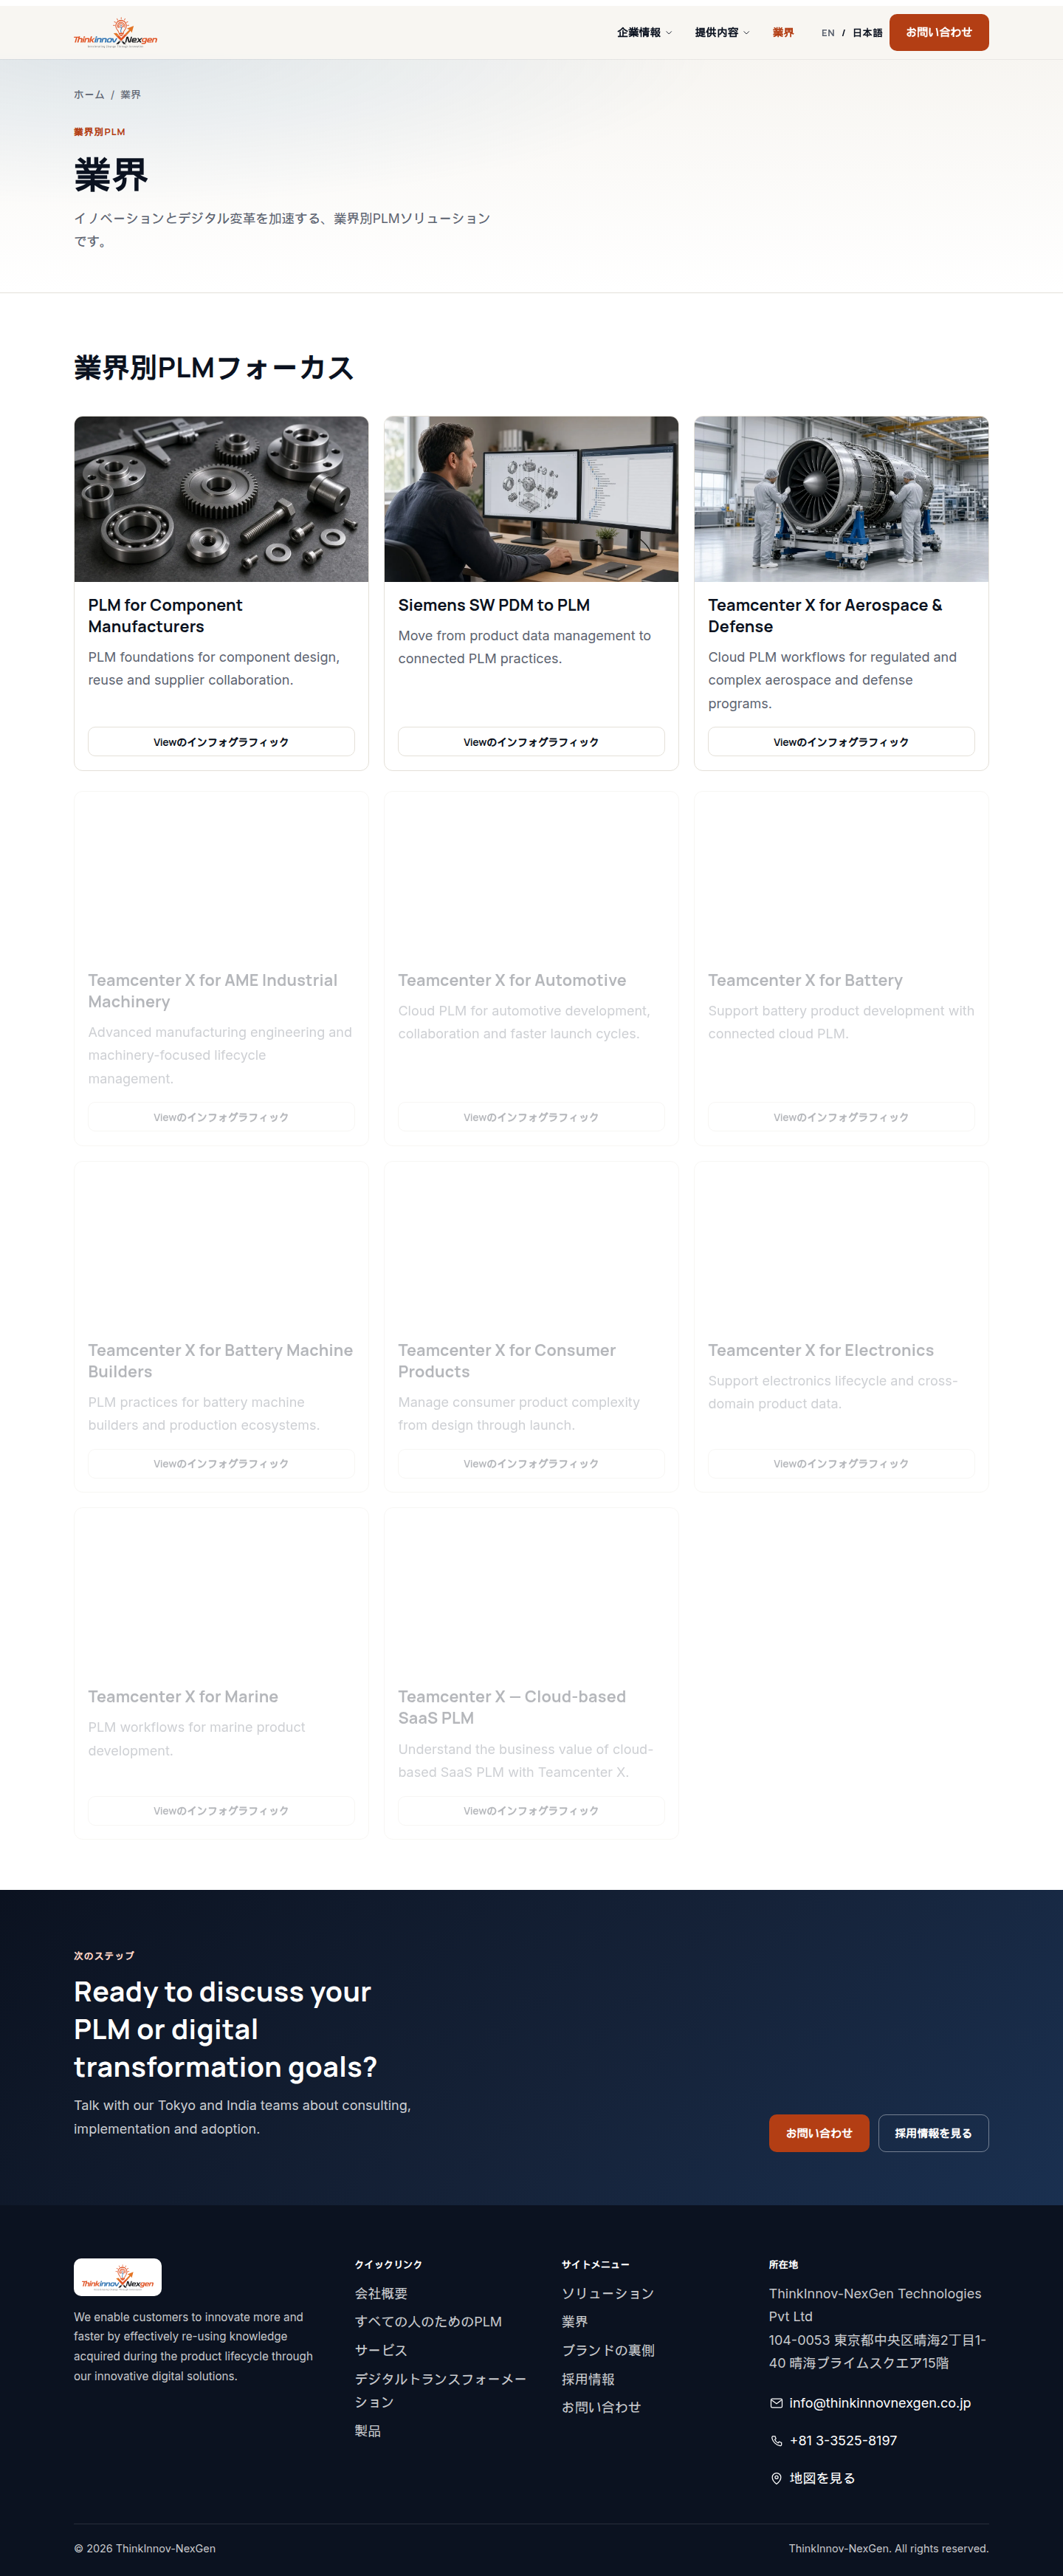 ThinkInnov Nexgen
企業情報
提供内容
業界
EN / 日本語
お問い合わせ
ホーム / 業界
業界別PLM
業界
イノベーションとデジタル変革を加速する、業界別PLMソリューション
です。
業界別PLMフォーカス
PLM for Component
Manufacturers
PLM foundations for component design,
reuse and supplier collaboration.
Viewのインフォグラフィック
Siemens SW PDM to PLM
Move from product data management to
connected PLM practices.
Viewのインフォグラフィック
Teamcenter X for Aerospace &
Defense
Cloud PLM workflows for regulated and
complex aerospace and defense
programs.
Viewのインフォグラフィック
Teamcenter X for AME Industrial
Machinery
Advanced manufacturing engineering and
machinery-focused lifecycle
management.
Viewのインフォグラフィック
Teamcenter X for Automotive
Cloud PLM for automotive development,
collaboration and faster launch cycles.
Viewのインフォグラフィック
Teamcenter X for Battery
Support battery product development with
connected cloud PLM.
Viewのインフォグラフィック
Teamcenter X for Battery Machine
Builders
PLM practices for battery machine
builders and production ecosystems.
Viewのインフォグラフィック
Teamcenter X for Consumer
Products
Manage consumer product complexity
from design through launch.
Viewのインフォグラフィック
Teamcenter X for Electronics
Support electronics lifecycle and cross-
domain product data.
Viewのインフォグラフィック
Teamcenter X for Marine
PLM workflows for marine product
development.
Viewのインフォグラフィック
Teamcenter X — Cloud-based
SaaS PLM
Understand the business value of cloud-
based SaaS PLM with Teamcenter X.
Viewのインフォグラフィック
次のステップ
Ready to discuss your
PLM or digital
transformation goals?
Talk with our Tokyo and India teams about consulting,
implementation and adoption.
お問い合わせ
採用情報を見る
ThinkInnov Nexgen
We enable customers to innovate more and
faster by effectively re-using knowledge
acquired during the product lifecycle through
our innovative digital solutions.
クイックリンク
会社概要
すべての人のためのPLM
サービス
デジタルトランスフォーメー
ション
製品
サイトメニュー
ソリューション
業界
ブランドの裏側
採用情報
お問い合わせ
所在地
ThinkInnov-NexGen Technologies
Pvt Ltd
104-0053 東京都中央区晴海2丁目1-
40 晴海プライムスクエア15階
info@thinkinnovnexgen.co.jp
+81 3-3525-8197
地図を見る
© 2026 ThinkInnov-NexGen
ThinkInnov-NexGen. All rights reserved.